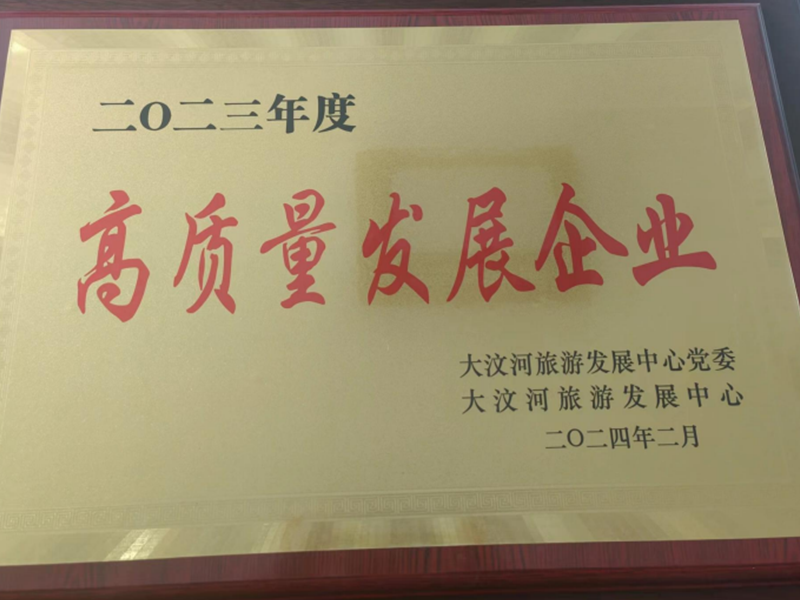 二〇二三年度
高质量发展企业
大汶河旅游发展中心党委
大汶河旅游发展中心
二〇二四年二月